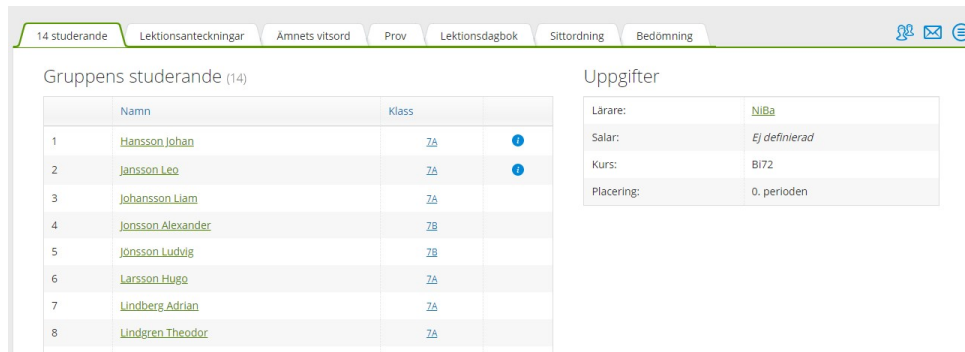 14 studerande Lektionsanteckningar Ämnets vitsord Prov Lektionsdagbok Sittordning Bedömning
Gruppens studerande (14)
Namn Klass
1 Hansson Johan 7A
2 Jansson Leo 7A
3 Johansson Liam 7A
4 Jonsson Alexander 7B
5 Jönsson Ludvig 7B
6 Larsson Hugo 7A
7 Lindberg Adrian 7A
8 Lindgren Theodor 7A
Uppgifter
Lärare: NiBa
Salar: Ej definierad
Kurs: Bi72
Placering: 0. perioden